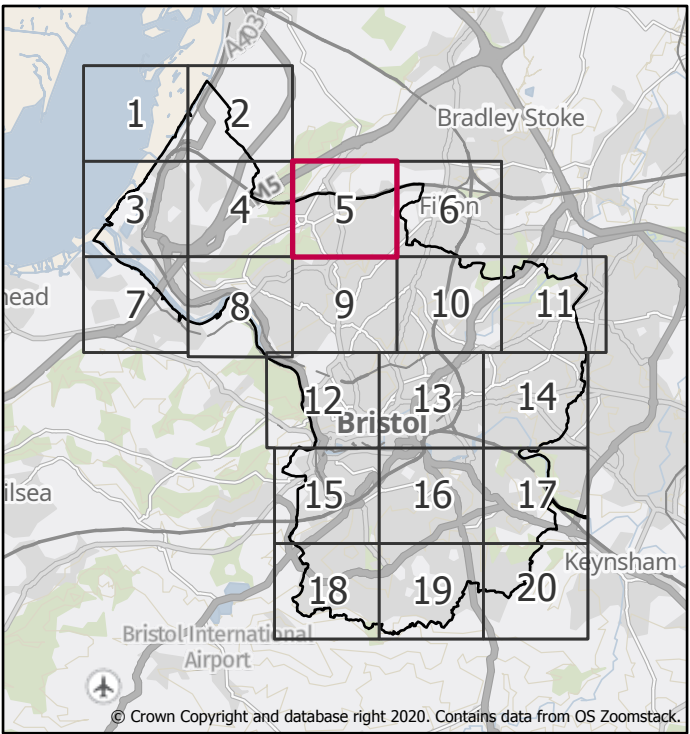 A403
1
2
Bradley Stoke
M5
3
4
5
Filton
6
ead
7
8
9
10
11
12
13
14
Bristol
ilsea
15
16
17
Keynsham
18
19
20
Bristol International
Airport
© Crown Copyright and database right 2020. Contains data from OS Zoomstack.